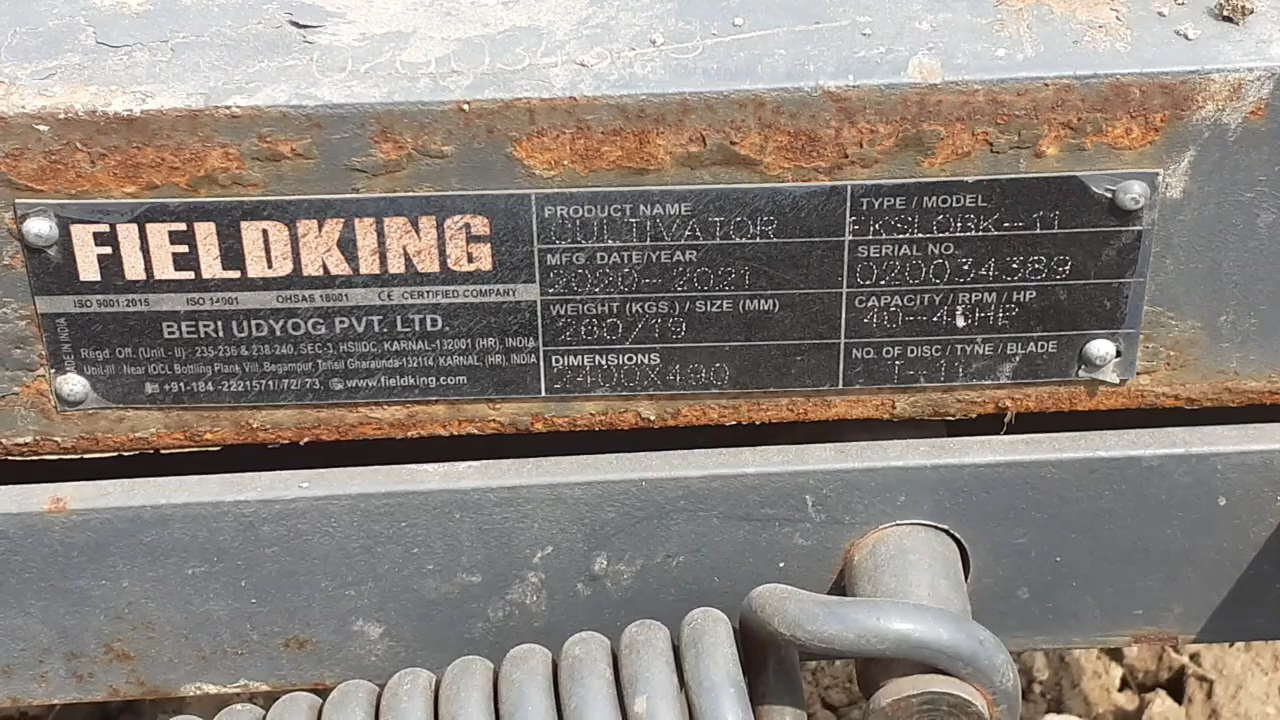 020034389
FIELDKING
ISO 9001:2015 ISO 14001 OHSAS 18001 CE CERTIFIED COMPANY
MADE IN INDIA
BERI UDYOG PVT. LTD.
Regd. Off. (Unit - II) : 235-236 & 238-240, SEC-3, HSIIDC, KARNAL-132001 (HR), INDIA
Unit-III : Near IOCL Bottling Plant, Vill. Begampur, Tehsil Gharaunda-132114, KARNAL, (HR), INDIA
+91-184 -2221571/ 72/ 73, www.fieldking.com
PRODUCT NAME
CULTIVATOR
MFG. DATE/YEAR
2020-2021
WEIGHT (KGS.) / SIZE (MM)
280/19
DIMENSIONS
2400X490
TYPE / MODEL
FKSLOBK-11
SERIAL NO.
020034389
CAPACITY / RPM / HP
40-45HP
NO. OF DISC / TYNE / BLADE
T-11